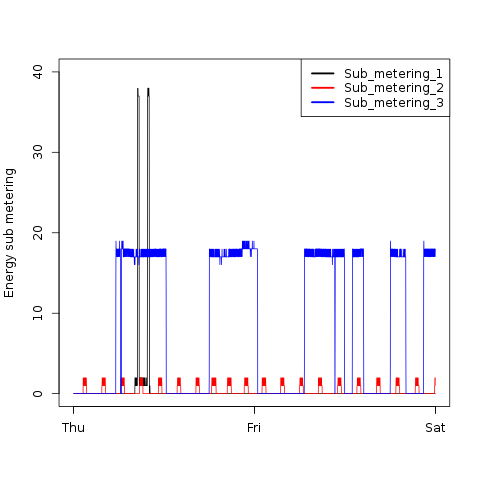 Sub_metering_1
Sub_metering_2
Sub_metering_3
Energy sub metering
40
30
20
10
0
Thu Fri Sat